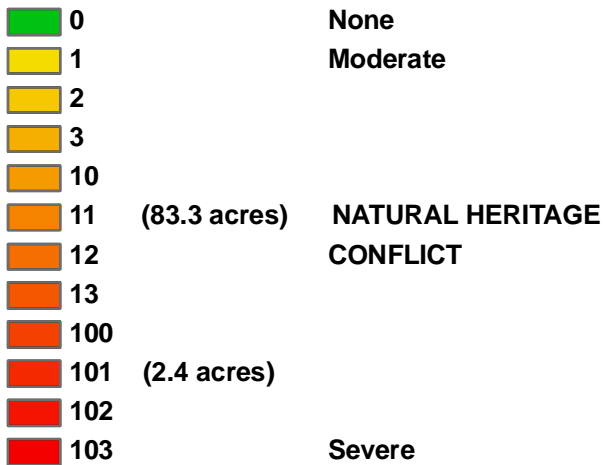 0 None
1 Moderate
2
3
10
11 (83.3 acres) NATURAL HERITAGE
12 CONFLICT
13
100
101 (2.4 acres)
102
103 Severe